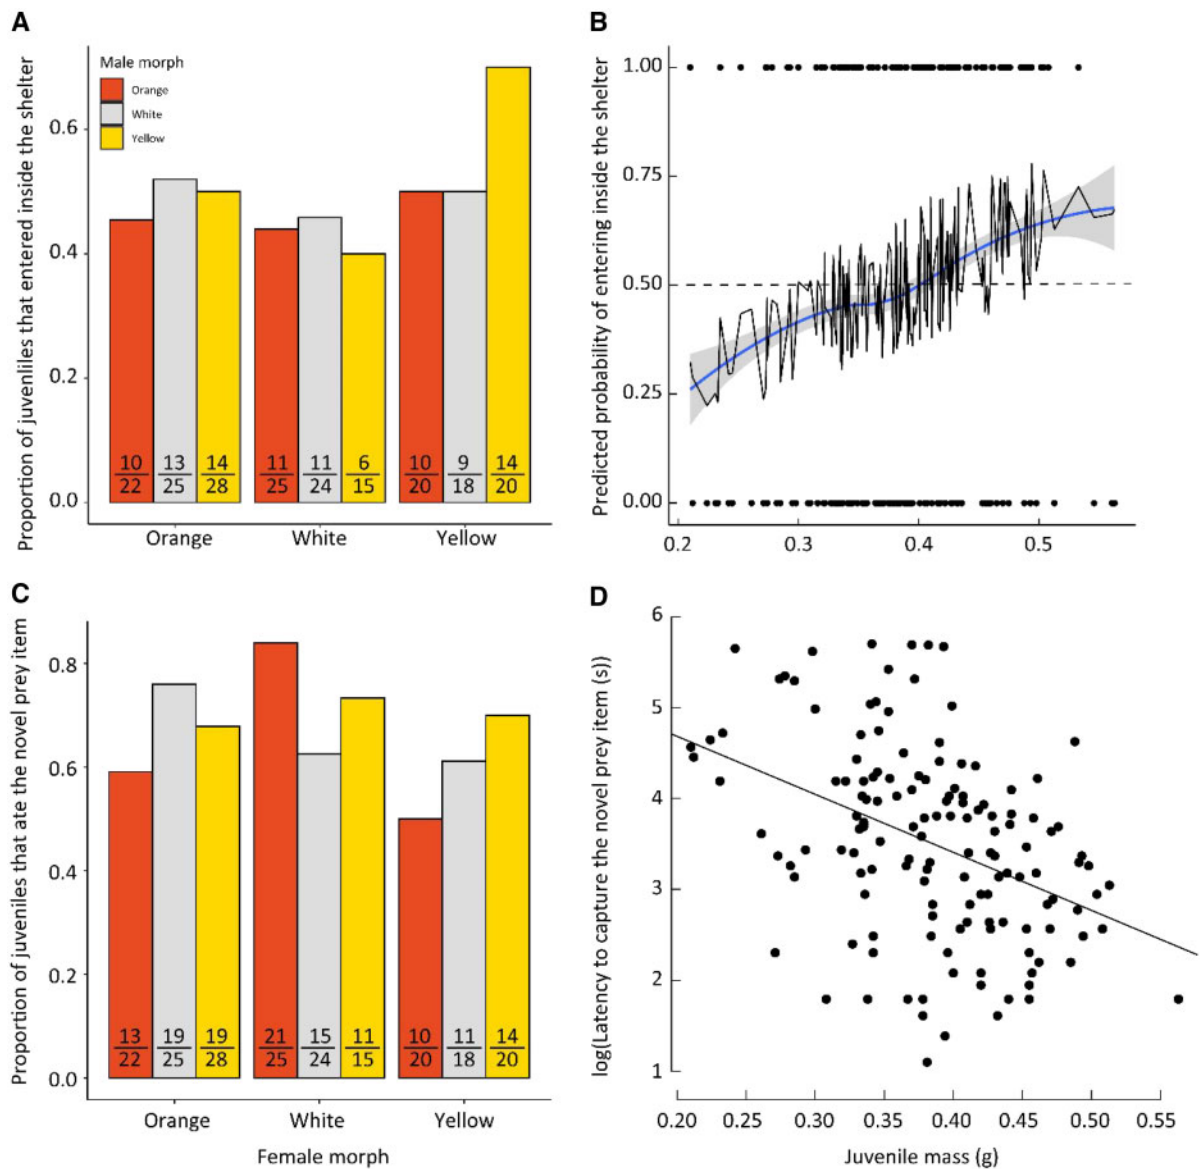 A
Proportion of juveniles that entered inside the shelter
Male morph
Orange
White
Yellow
0.6
0.4
0.2
0.0
10 13 14 11 11 6 10 9 14
22 25 28 25 24 15 20 18 20
Orange White Yellow
B
Predicted probability of entering inside the shelter
1.00
0.75
0.50
0.25
0.00
0.2 0.3 0.4 0.5
C
Proportion of juveniles that ate the novel prey item
0.8
0.6
0.4
0.2
0.0
13 19 19 21 15 11 10 11 14
22 25 28 25 24 15 20 18 20
Orange White Yellow
Female morph
D
log(Latency to capture the novel prey item (s))
6
5
4
3
2
1
0.20 0.25 0.30 0.35 0.40 0.45 0.50 0.55
Juvenile mass (g)